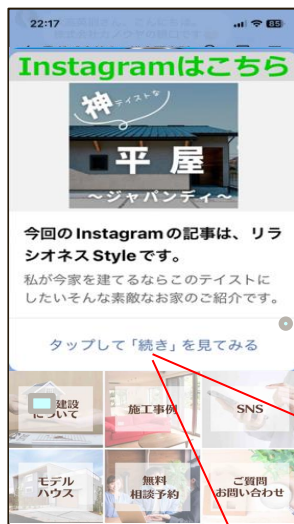 22:17
65
Instagramはこちら
神テイストな
平屋
～ジャパンディ～
今回のInstagramの記事は、リラ
シオネスStyleです。
私が今家を建てるならこのテイストに
したいそんな素敵なお家のご紹介です。
タップして「続き」を見てみる
建設
について
施工事例
SNS
モデル
ハウス
無料
相談予約
ご質問
お問い合わせ